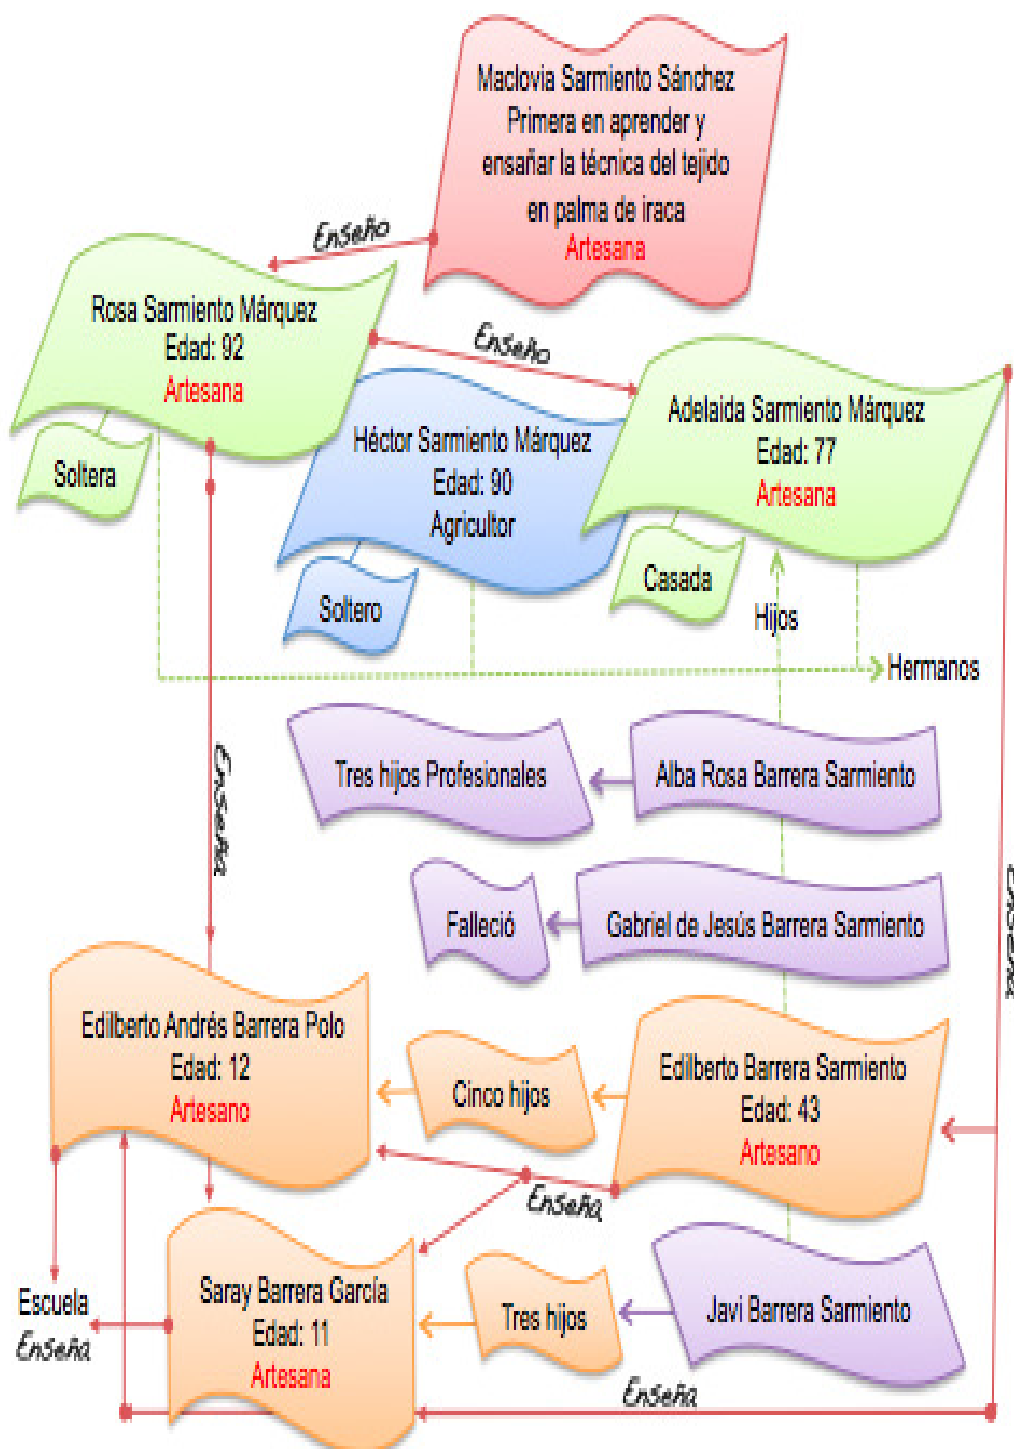 Maclovia Sarmiento Sánchez
Primera en aprender y
ensañar la técnica del tejido
en palma de iraca
Artesana
Enseño
Rosa Sarmiento Márquez
Edad: 92
Artesana
Soltera
Enseño
Héctor Sarmiento Márquez
Edad: 90
Agricultor
Soltero
Adelaida Sarmiento Márquez
Edad: 77
Artesana
Casada
Hijos
Hermanos
Enseña
Tres hijos Profesionales
Alba Rosa Barrera Sarmiento
Falleció
Gabriel de Jesús Barrera Sarmiento
Enseña
Edilberto Andrés Barrera Polo
Edad: 12
Artesano
Cinco hijos
Edilberto Barrera Sarmiento
Edad: 43
Artesano
Enseña
Escuela
Enseña
Saray Barrera García
Edad: 11
Artesana
Tres hijos
Javi Barrera Sarmiento
Enseña